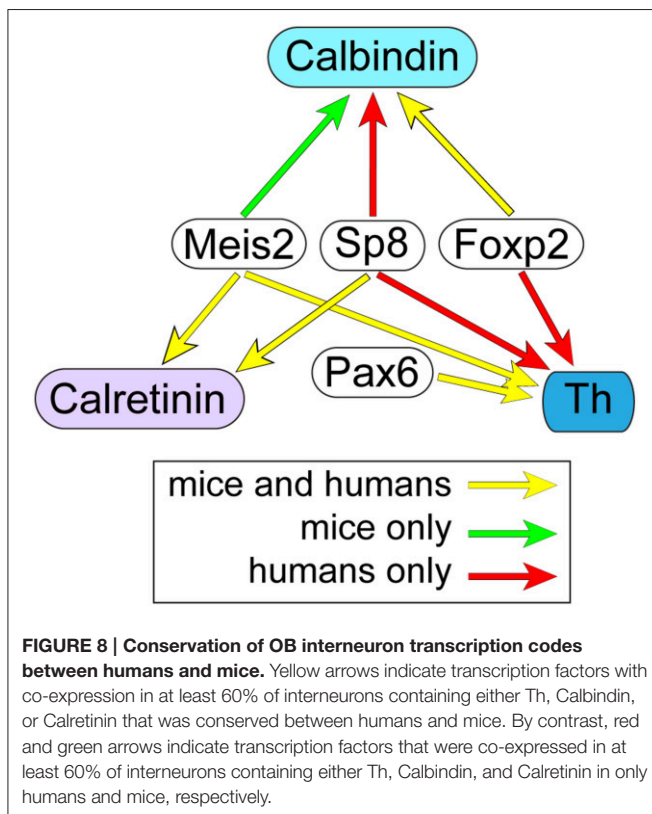 Calbindin
Meis2 Sp8 Foxp2
Pax6
Calretinin Th
mice and humans
mice only
humans only
FIGURE 8 | Conservation of OB interneuron transcription codes
between humans and mice. Yellow arrows indicate transcription factors with
co-expression in at least 60% of interneurons containing either Th, Calbindin,
or Calretinin that was conserved between humans and mice. By contrast, red
and green arrows indicate transcription factors that were co-expressed in at
least 60% of interneurons containing either Th, Calbindin, and Calretinin in only
humans and mice, respectively.